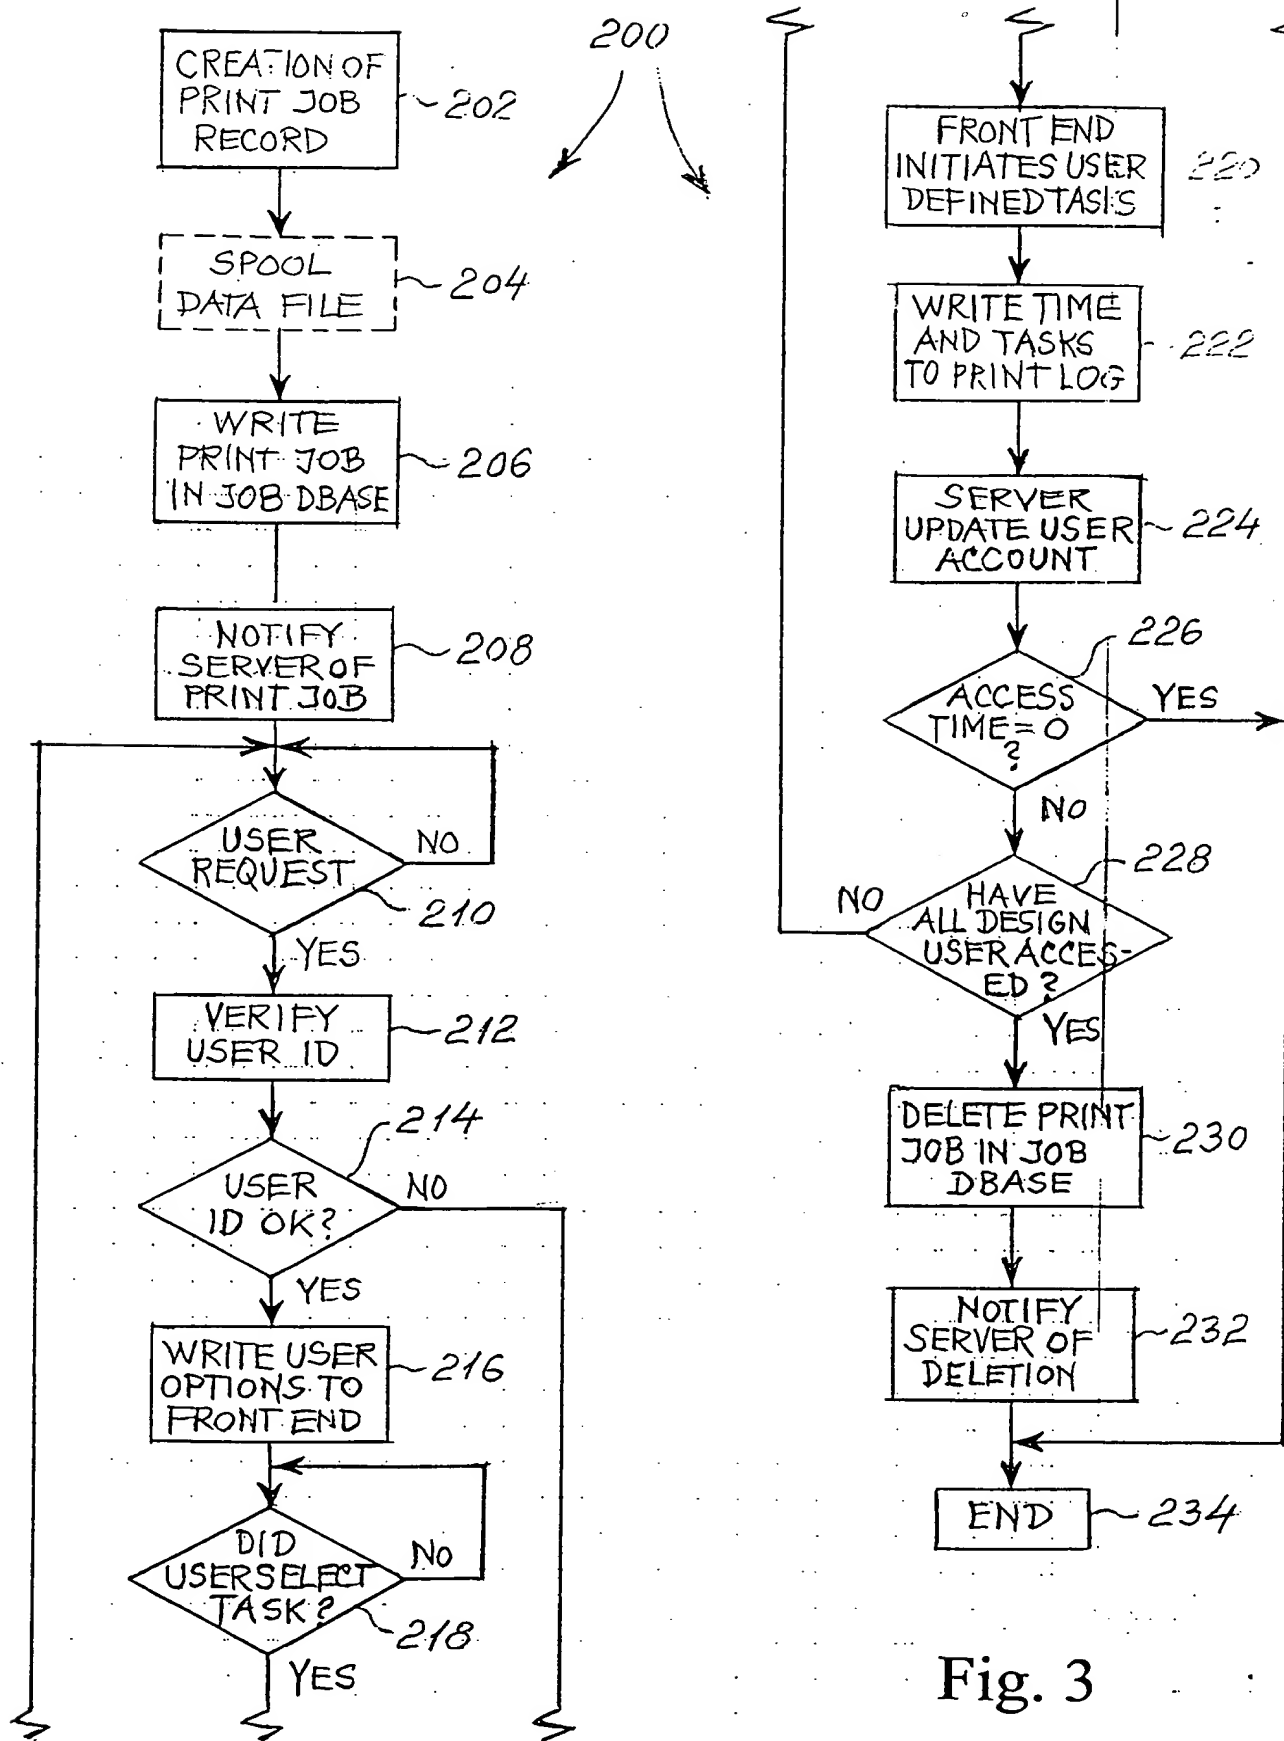 200
CREATION OF
PRINT JOB
RECORD
202
SPOOL
DATA FILE
204
WRITE
PRINT JOB
IN JOB DBASE
206
NOTIFY
SERVER OF
PRINT JOB
208
USER
REQUEST
NO
210
YES
VERIFY
USER ID
212
214
USER
ID OK?
NO
YES
WRITE USER
OPTIONS TO
FRONT END
216
DID
USER SELECT
TASK?
NO
218
YES
FRONT END
INITIATES USER
DEFINED TASIS
220
WRITE TIME
AND TASKS
TO PRINT LOG
222
SERVER
UPDATE USER
ACCOUNT
224
226
ACCESS
TIME=0
?
YES
NO
228
HAVE
ALL DESIGN
USER ACCES-
ED?
NO
YES
DELETE PRINT
JOB IN JOB
DBASE
230
NOTIFY
SERVER OF
DELETION
232
END
234
Fig. 3